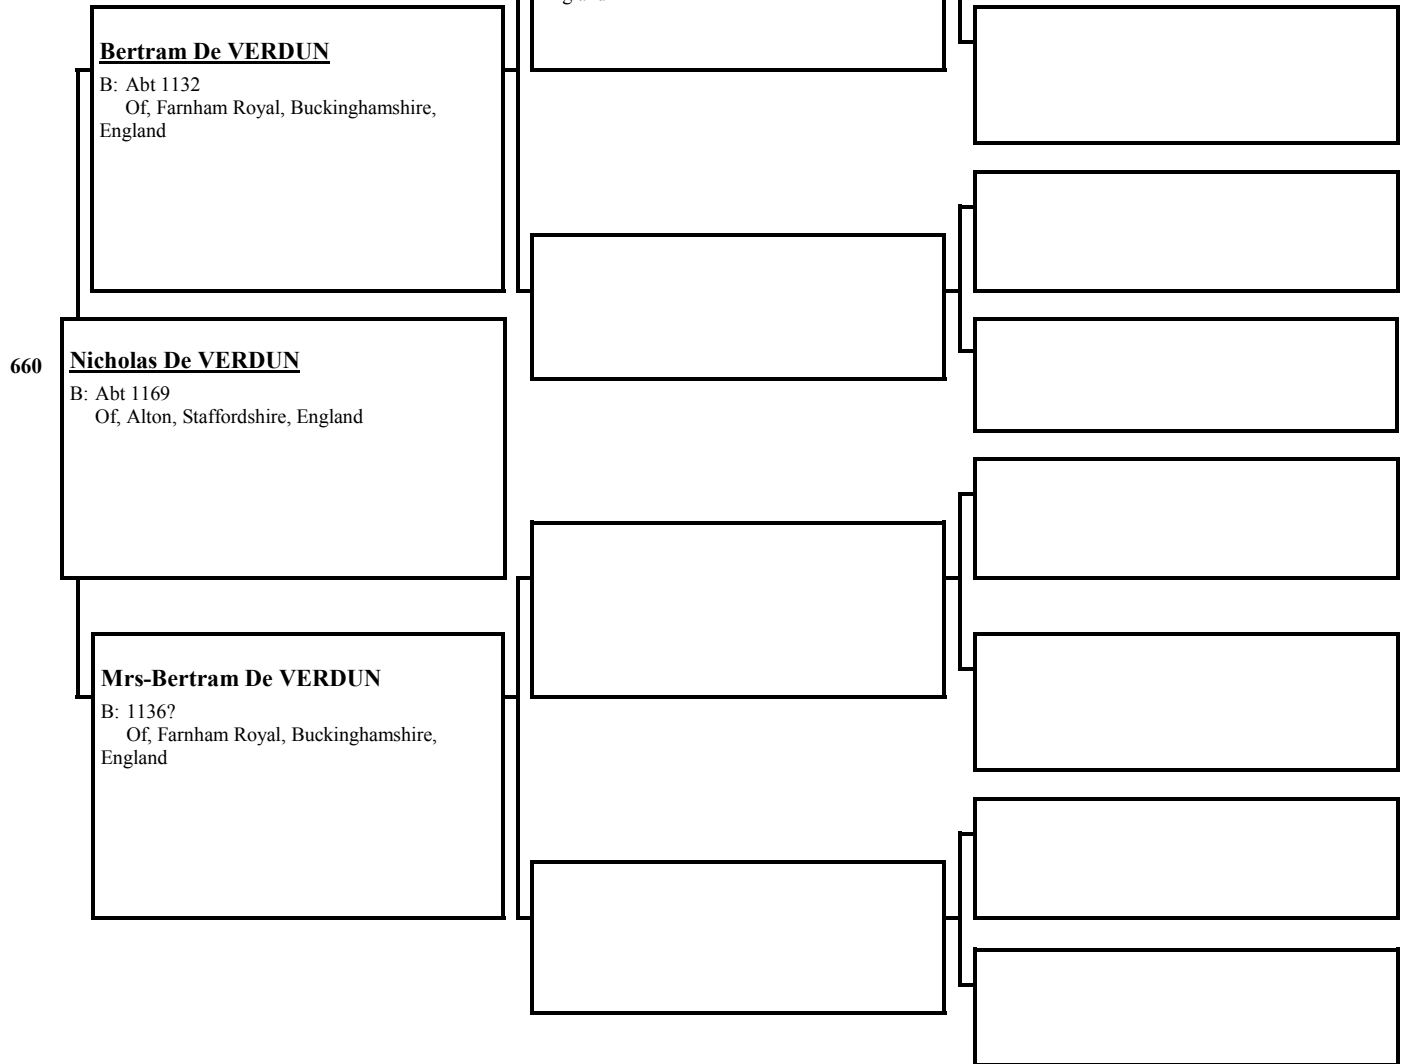 Bertram De VERDUN
B: Abt 1132
Of, Farnham Royal, Buckinghamshire,
England
660
Nicholas De VERDUN
B: Abt 1169
Of, Alton, Staffordshire, England
Mrs-Bertram De VERDUN
B: 1136?
Of, Farnham Royal, Buckinghamshire,
England